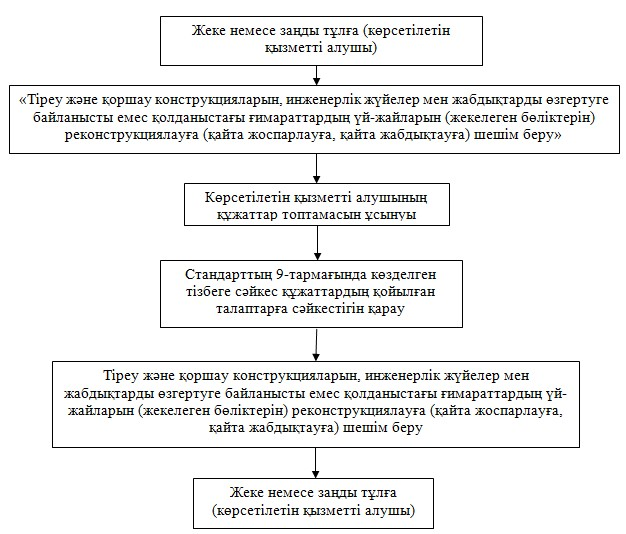 Жеке немесе заңды тұлға (көрсетілетін
қызметті алушы)
«Тіреу және қоршау конструкцияларын, инженерлік жүйелер мен жабдықтарды өзгертуге
байланысты емес қолданыстағы ғимараттардың үй-жайларын (жекелеген бөліктерін)
реконструкциялауға (қайта жоспарлауға, қайта жабдықтауға) шешім беру»
Көрсетілетін қызметті алушының
құжаттар топтамасын ұсынуы
Стандарттың 9-тармағында көзделген
тізбеге сәйкес құжаттардың қойылған
талаптарға сәйкестігін қарау
Тіреу және қоршау конструкцияларын, инженерлік жүйелер мен
жабдықтарды өзгертуге байланысты емес қолданыстағы ғимараттардың үй-
жайларын (жекелеген бөліктерін) реконструкциялауға (қайта жоспарлауға,
қайта жабдықтауға) шешім беру
Жеке немесе заңды тұлға
(көрсетілетін қызметті алушы)